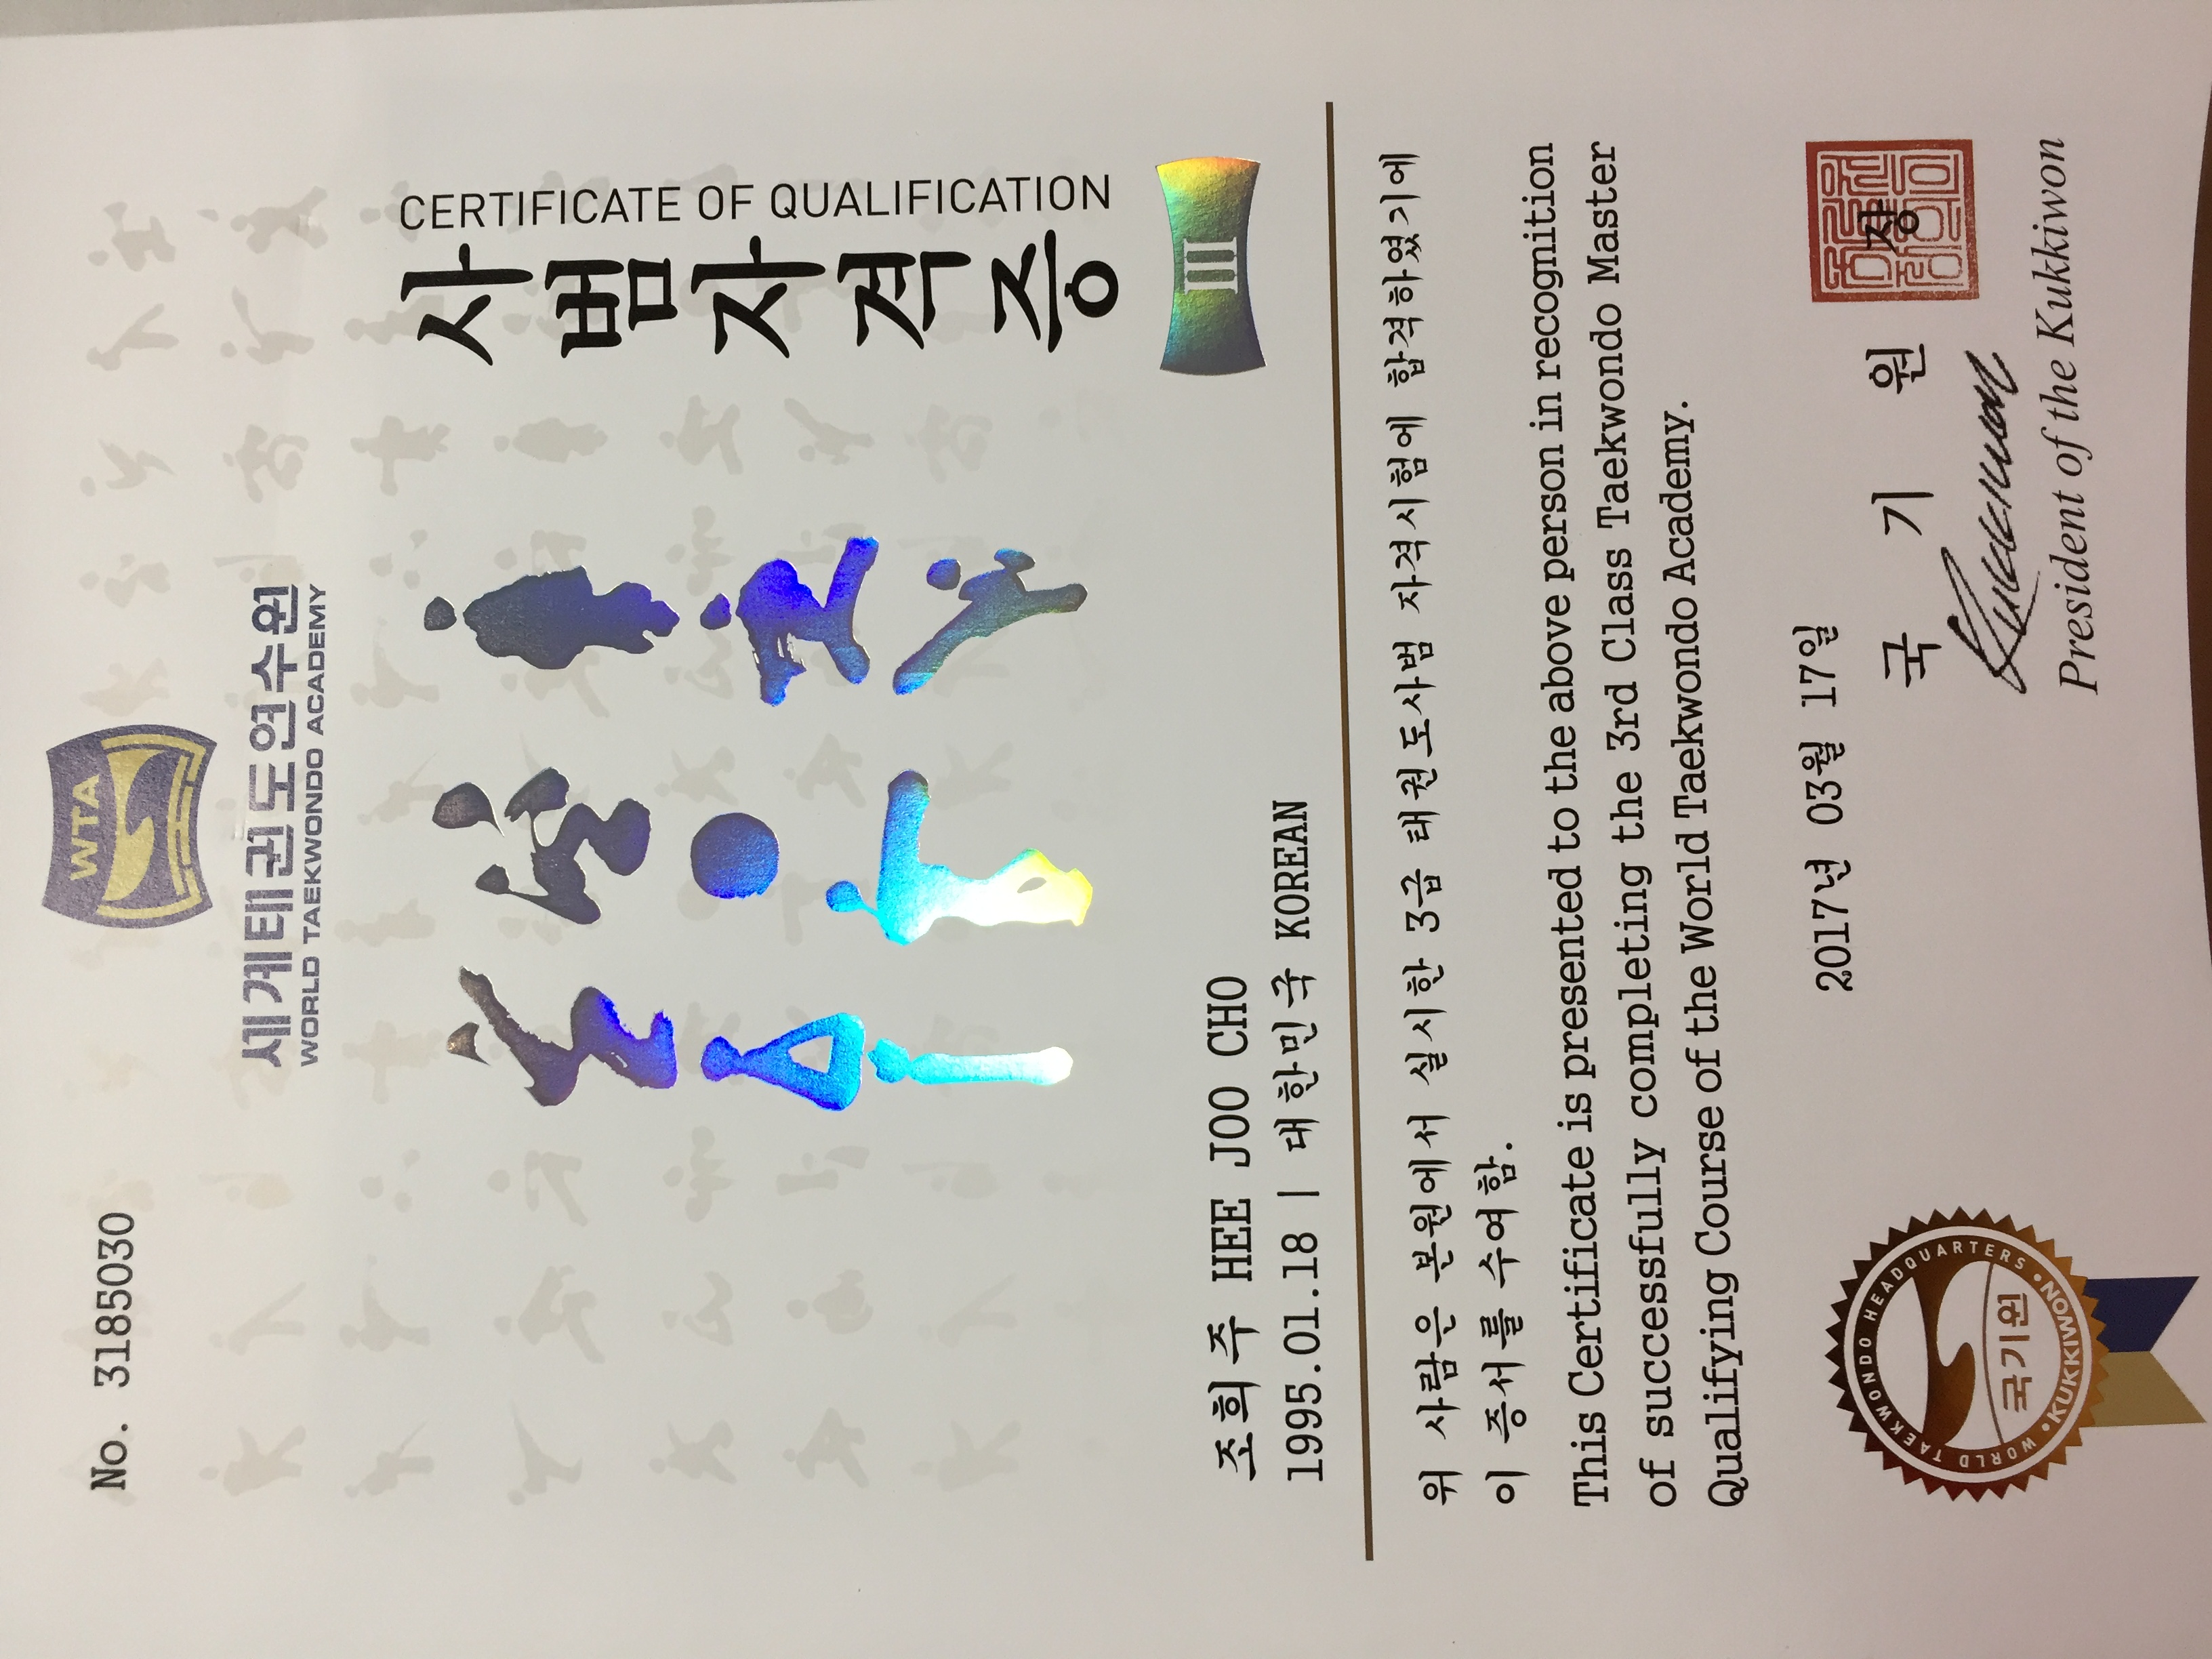 No. 3185030
WTA
세계태권도연수원
WORLD TAEKWONDO ACADEMY
사범자격증
CERTIFICATE OF QUALIFICATION
III
조희주 HEE JOO CHO
1995.01.18 | 대한민국 KOREAN
위 사람은 본원에서 실시한 3급 태권도사범 자격시험에 합격하였기에
이 증서를 수여함.
This Certificate is presented to the above person in recognition
of successfully completing the 3rd Class Taekwondo Master
Qualifying Course of the World Taekwondo Academy.
2017년 03월 17일
국 기 원 장
President of the Kukkiwon
WORLD TAEKWONDO HEADQUARTERS
국기원
KUKKIWON